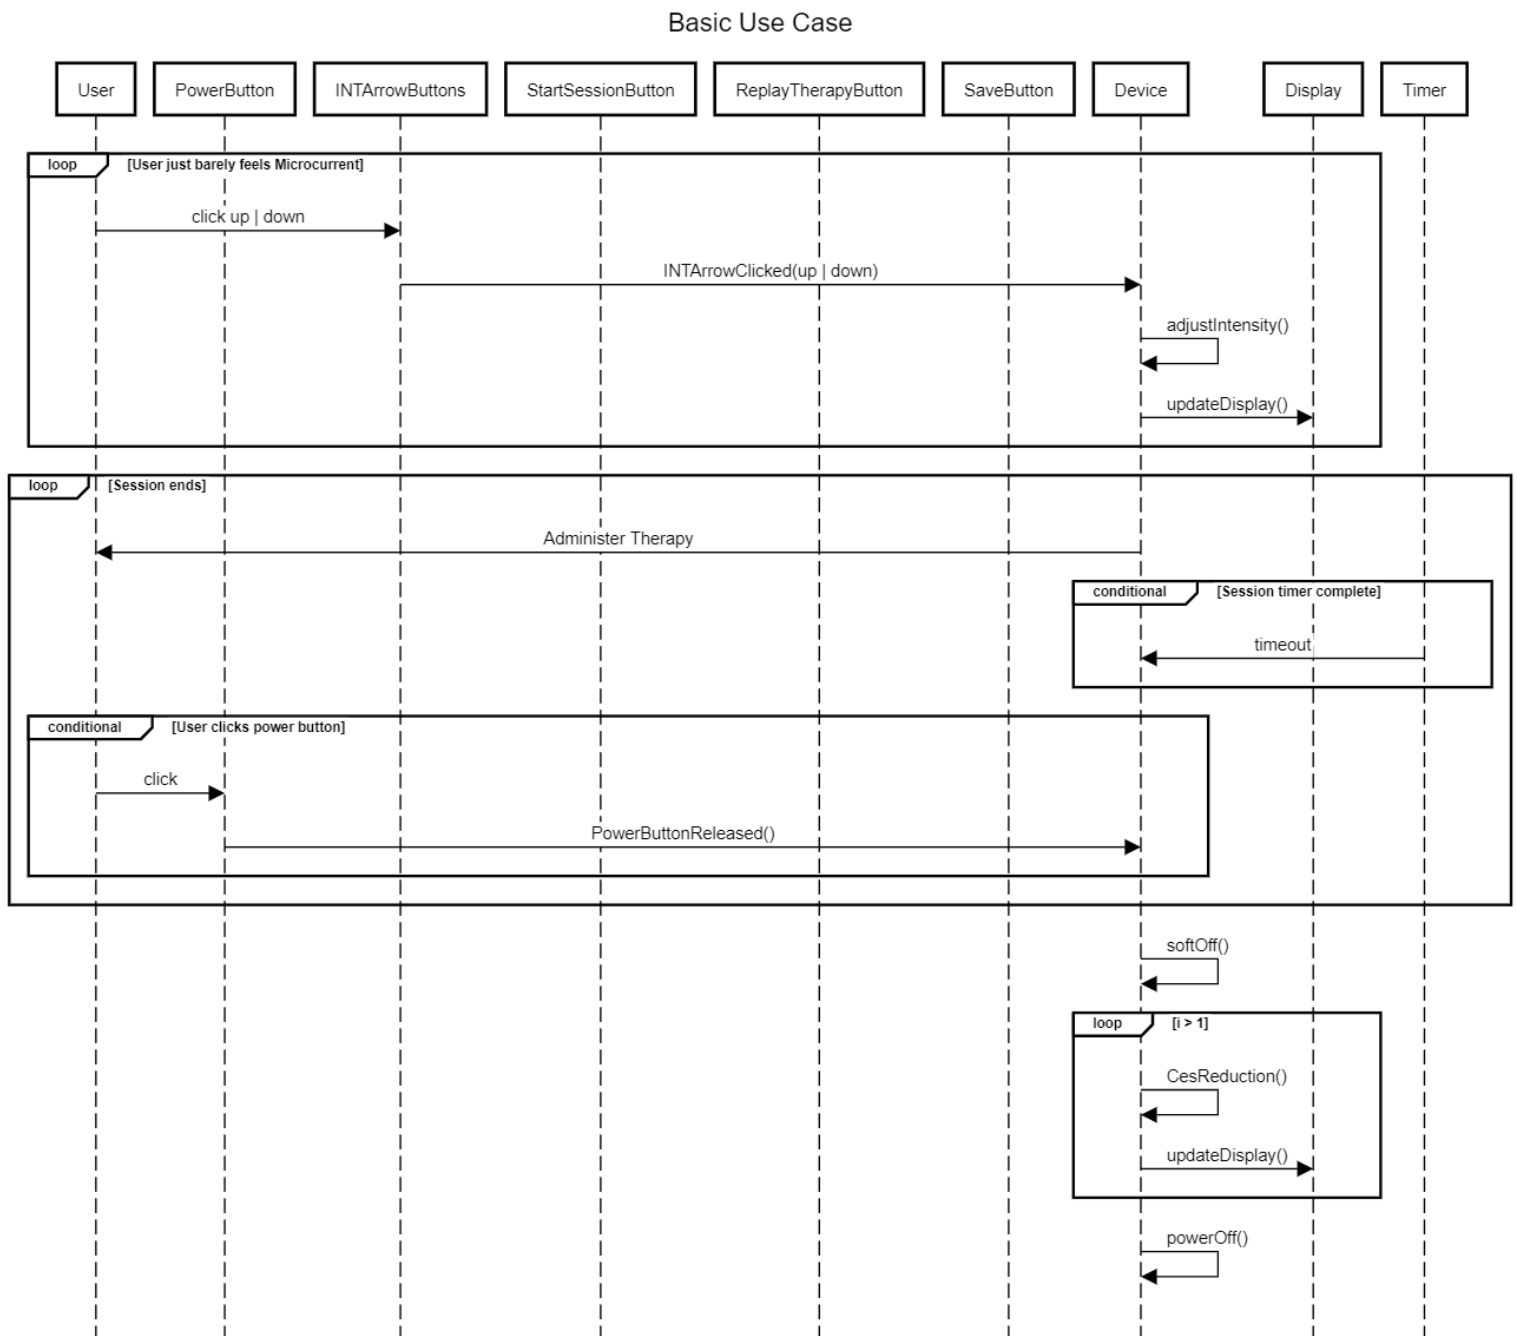 Basic Use Case
User
PowerButton
INTArrowButtons
StartSessionButton
ReplayTherapyButton
SaveButton
Device
Display
Timer
loop
[User just barely feels Microcurrent]
click up | down
INTArrowClicked(up | down)
adjustIntensity()
updateDisplay()
loop
[Session ends]
Administer Therapy
conditional
[Session timer complete]
timeout
conditional
[User clicks power button]
click
PowerButtonReleased()
softOff()
loop
[i > 1]
CesReduction()
updateDisplay()
powerOff()